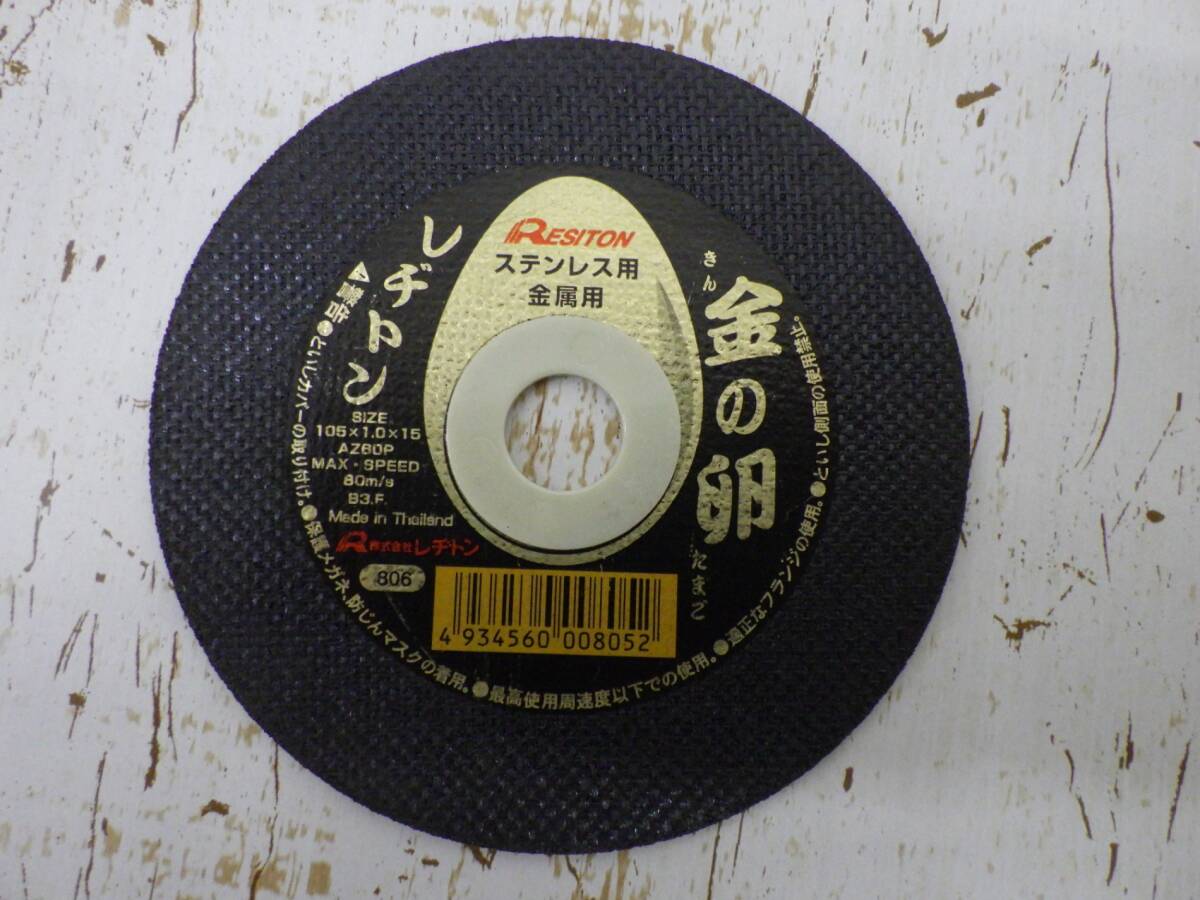 RESITON
ステンレス用
金属用
レヂトン
金の卵
きん
たまご
SIZE
105×1.0×15
AZ60P
MAX・SPEED
80m/s
B3.F.
Made in Thailand
R 株式会社レヂトン
806
4 934560 008052
▲警告●といしカバーの取り付け。●保護メガネ、防じんマスクの着用。●最高使用周速度以下での使用。●適正なフランジの使用。●といし側面の使用禁止。